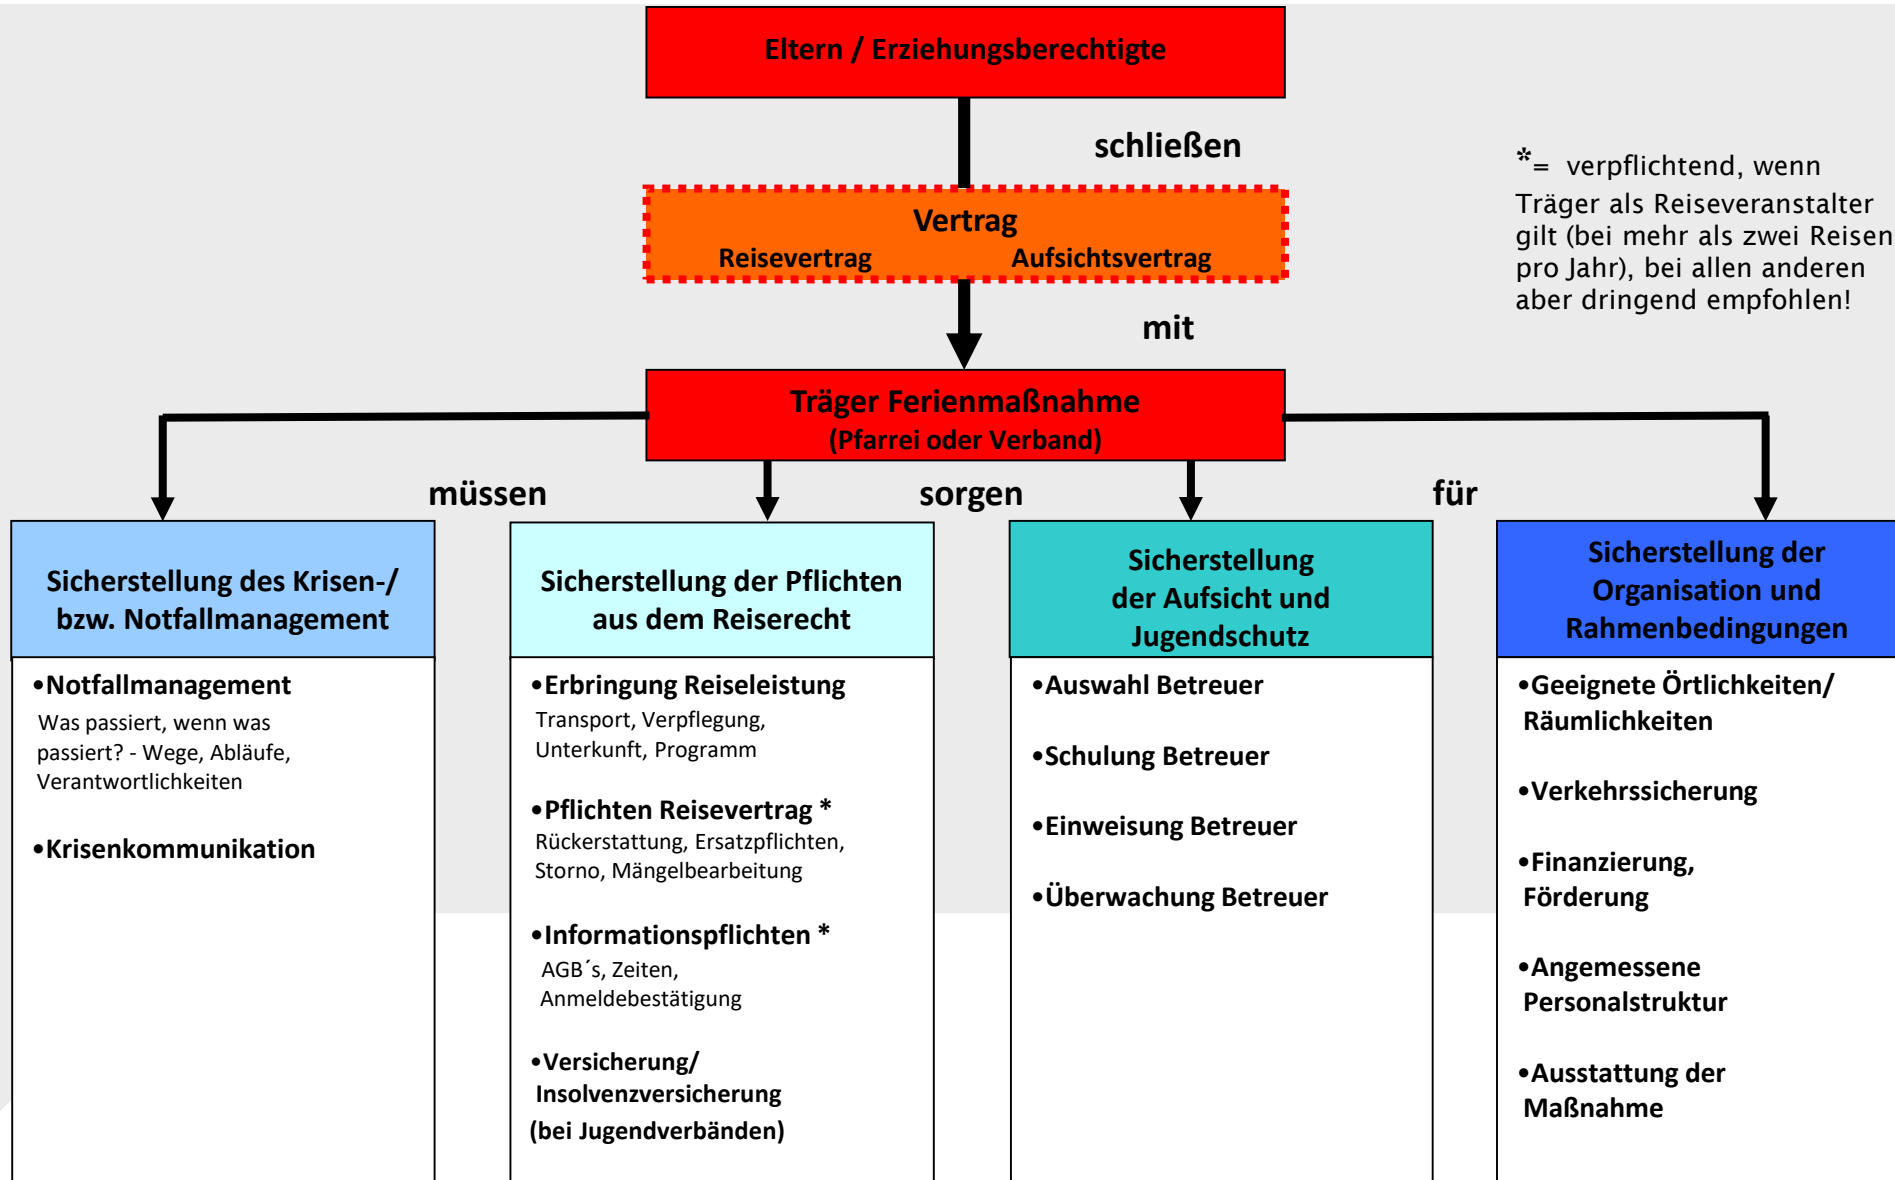 Eltern / Erziehungsberechtigte
schließen
*= verpflichtend, wenn
Träger als Reiseveranstalter
gilt (bei mehr als zwei Reisen
pro Jahr), bei allen anderen
aber dringend empfohlen!
Vertrag
Reisevertrag Aufsichtsvertrag
mit
Träger Ferienmaßnahme
(Pfarrei oder Verband)
müssen sorgen für
Sicherstellung des Krisen-/
bzw. Notfallmanagement
•Notfallmanagement
Was passiert, wenn was
passiert? - Wege, Abläufe,
Verantwortlichkeiten
•Krisenkommunikation
Sicherstellung der Pflichten
aus dem Reiserecht
•Erbringung Reiseleistung
Transport, Verpflegung,
Unterkunft, Programm
•Pflichten Reisevertrag *
Rückerstattung, Ersatzpflichten,
Storno, Mängelbearbeitung
•Informationspflichten *
AGB´s, Zeiten,
Anmeldebestätigung
•Versicherung/
Insolvenzversicherung
(bei Jugendverbänden)
Sicherstellung
der Aufsicht und
Jugendschutz
•Auswahl Betreuer
•Schulung Betreuer
•Einweisung Betreuer
•Überwachung Betreuer
Sicherstellung der
Organisation und
Rahmenbedingungen
•Geeignete Örtlichkeiten/
Räumlichkeiten
•Verkehrssicherung
•Finanzierung,
Förderung
•Angemessene
Personalstruktur
•Ausstattung der
Maßnahme